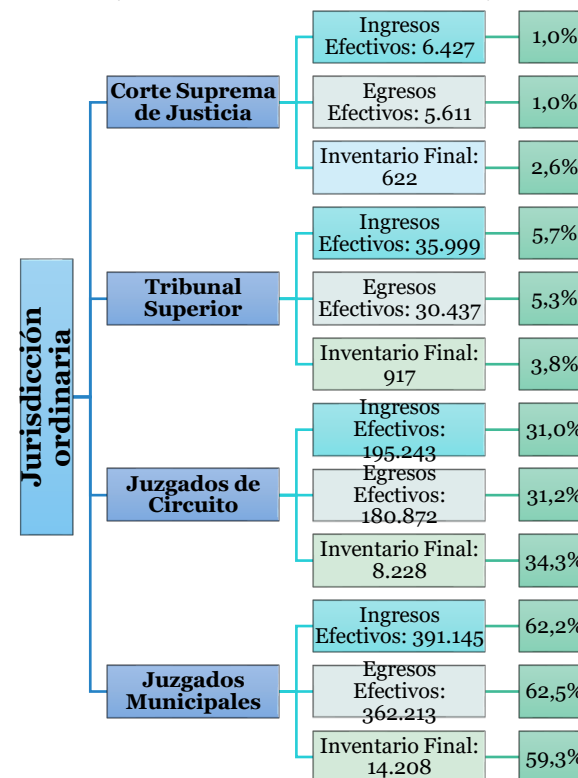 Jurisdicción
ordinaria
Corte Suprema
de Justicia
Ingresos
Efectivos: 6.427
1,0%
Egresos
Efectivos: 5.611
1,0%
Inventario Final:
622
2,6%
Tribunal
Superior
Ingresos
Efectivos: 35.999
5,7%
Egresos
Efectivos: 30.437
5,3%
Inventario Final:
917
3,8%
Juzgados de
Circuito
Ingresos
Efectivos:
195.243
31,0%
Egresos
Efectivos:
180.872
31,2%
Inventario Final:
8.228
34,3%
Juzgados
Municipales
Ingresos
Efectivos: 391.145
62,2%
Egresos
Efectivos:
362.213
62,5%
Inventario Final:
14.208
59,3%